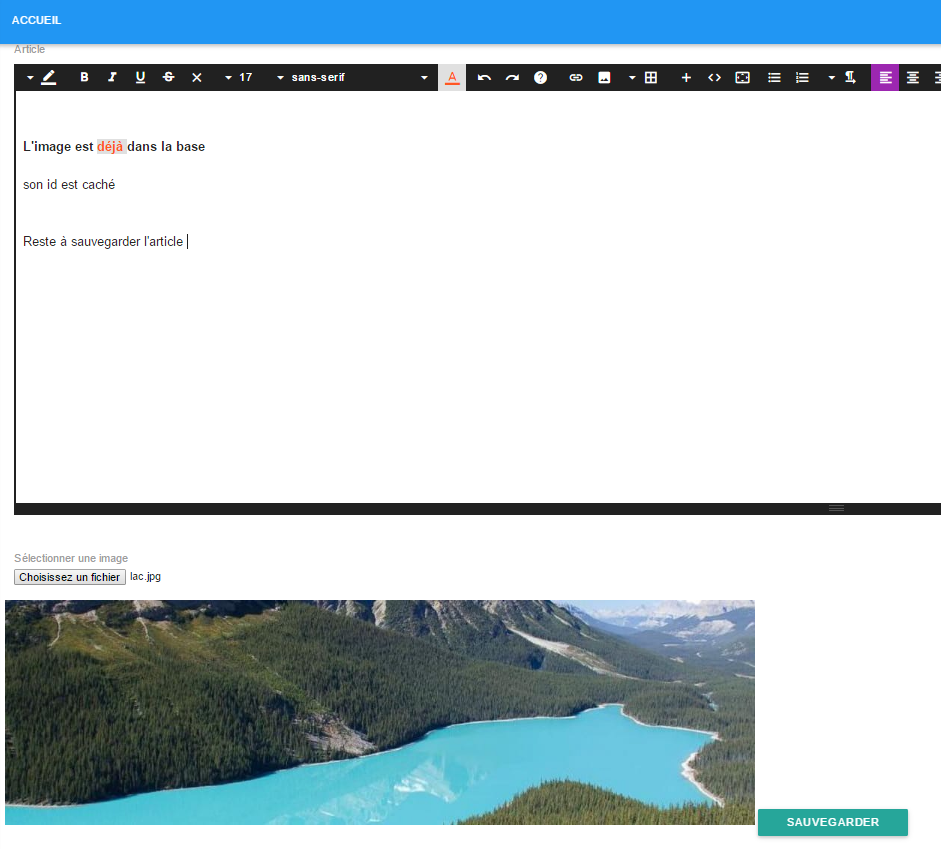 ACCUEIL
Article
B I U S 17 sans-serif A
L'image est déjà dans la base
son id est caché
Reste à sauvegarder l'article
Sélectionner une image
Choisissez un fichier lac.jpg
SAUVEGARDER